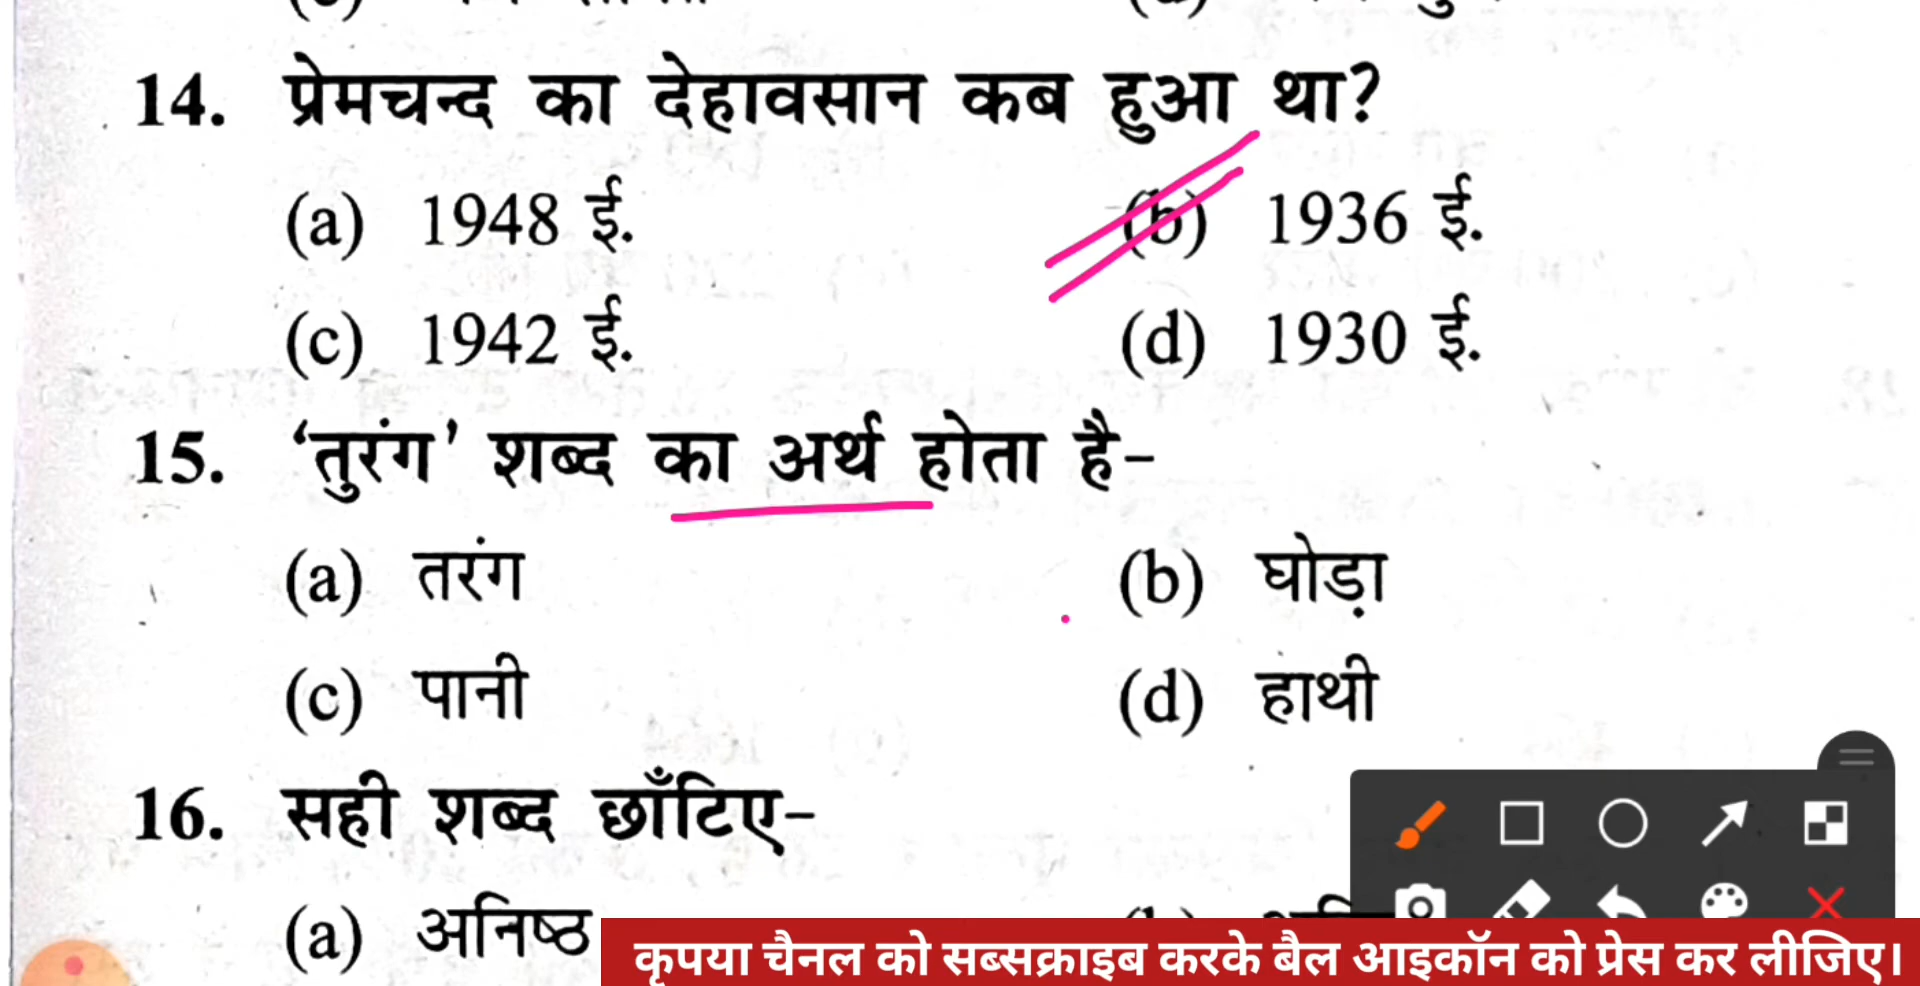 14. प्रेमचन्द का देहावसान कब हुआ था?
(a) 1948 ई.
(b) 1936 ई.
(c) 1942 ई.
(d) 1930 ई.
15. 'तुरंग' शब्द का अर्थ होता है-
(a) तरंग
(b) घोड़ा
(c) पानी
(d) हाथी
16. सही शब्द छाँटिए-
(a) अनिष्ठ
कृपया चैनल को सब्सक्राइब करके बैल आइकॉन को प्रेस कर लीजिए।